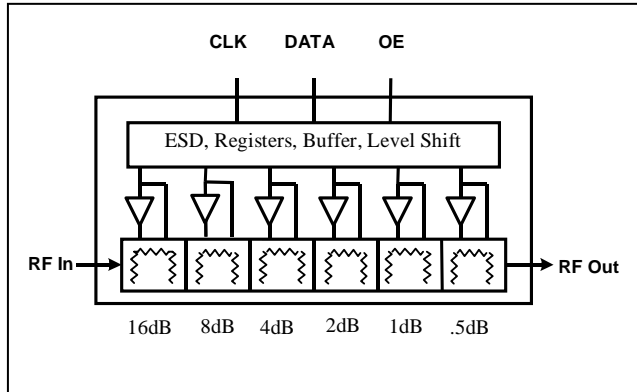 CLK DATA OE
ESD, Registers, Buffer, Level Shift
RF In RF Out
16dB 8dB 4dB 2dB 1dB .5dB